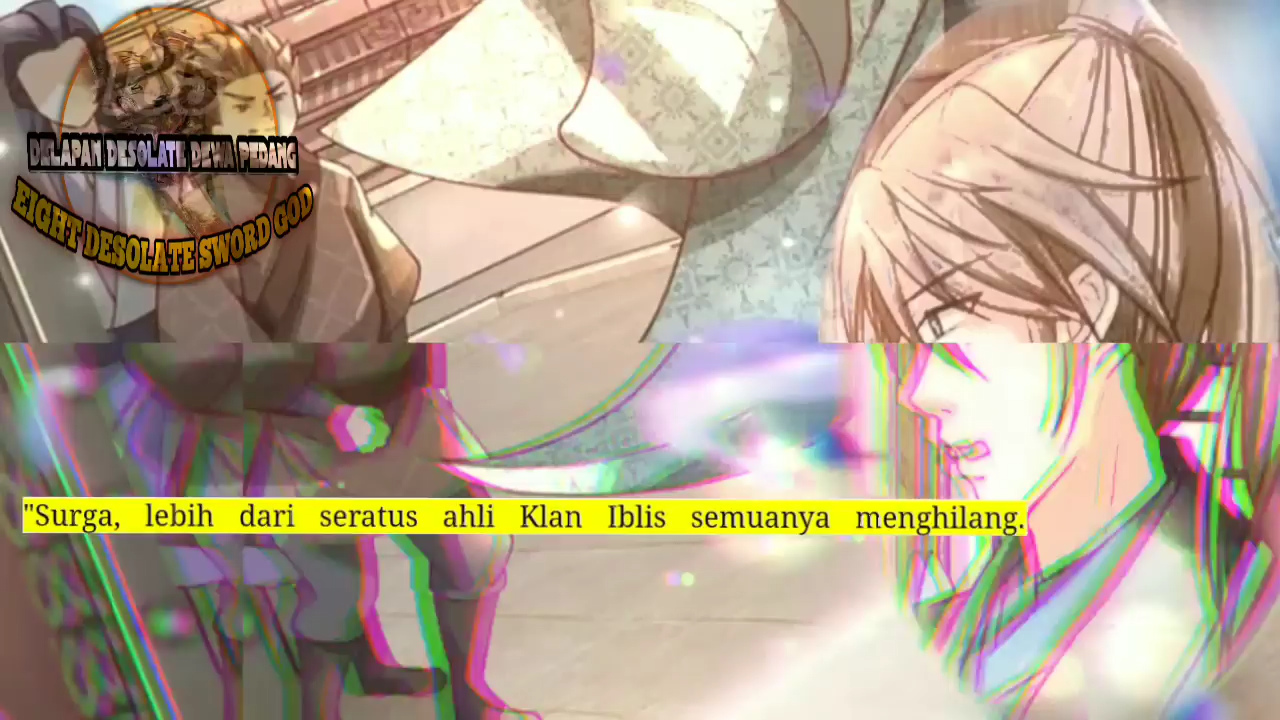 DELAPAN DESOLATE DEWA PEDANG
EIGHT DESOLATE SWORD GOD
"Surga, lebih dari seratus ahli Klan Iblis semuanya menghilang.